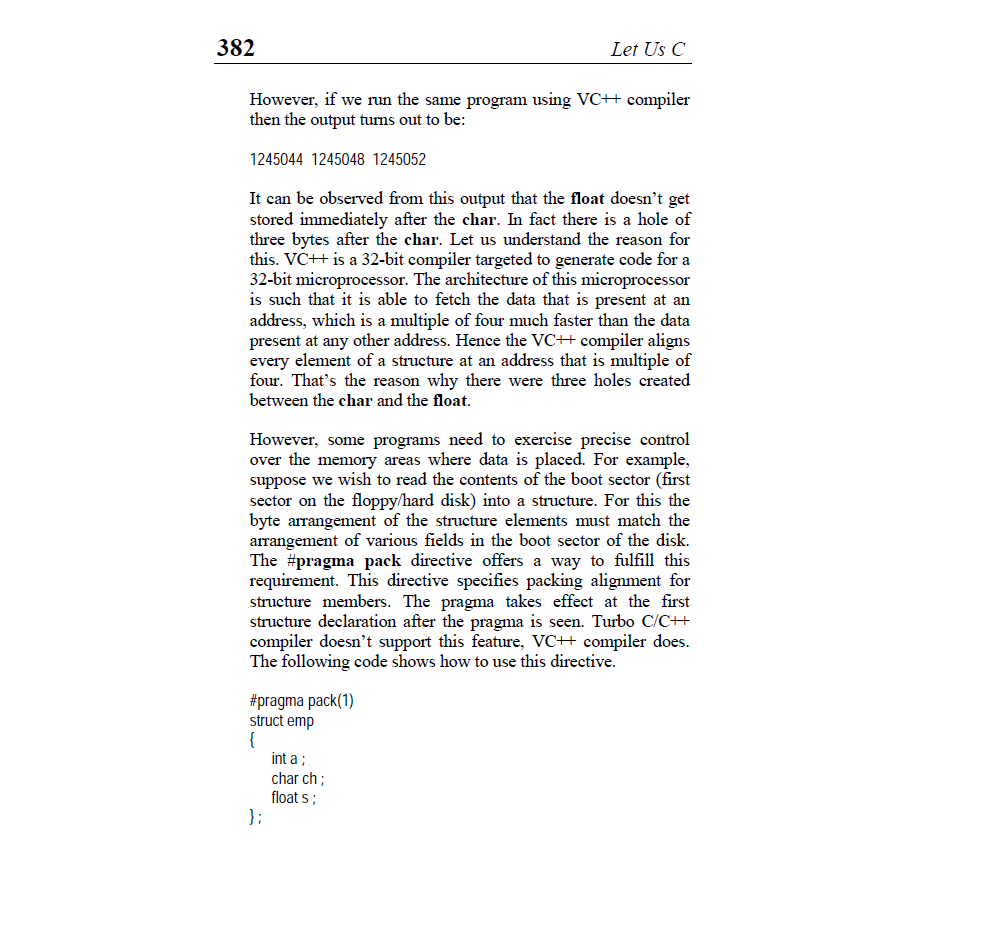 382 Let Us C
However, if we run the same program using VC++ compiler
then the output turns out to be:
1245044 1245048 1245052
It can be observed from this output that the float doesn’t get
stored immediately after the char. In fact there is a hole of
three bytes after the char. Let us understand the reason for
this. VC++ is a 32-bit compiler targeted to generate code for a
32-bit microprocessor. The architecture of this microprocessor
is such that it is able to fetch the data that is present at an
address, which is a multiple of four much faster than the data
present at any other address. Hence the VC++ compiler aligns
every element of a structure at an address that is multiple of
four. That’s the reason why there were three holes created
between the char and the float.
However, some programs need to exercise precise control
over the memory areas where data is placed. For example,
suppose we wish to read the contents of the boot sector (first
sector on the floppy/hard disk) into a structure. For this the
byte arrangement of the structure elements must match the
arrangement of various fields in the boot sector of the disk.
The #pragma pack directive offers a way to fulfill this
requirement. This directive specifies packing alignment for
structure members. The pragma takes effect at the first
structure declaration after the pragma is seen. Turbo C/C++
compiler doesn’t support this feature, VC++ compiler does.
The following code shows how to use this directive.
#pragma pack(1)
struct emp
{
int a ;
char ch ;
float s ;
} ;